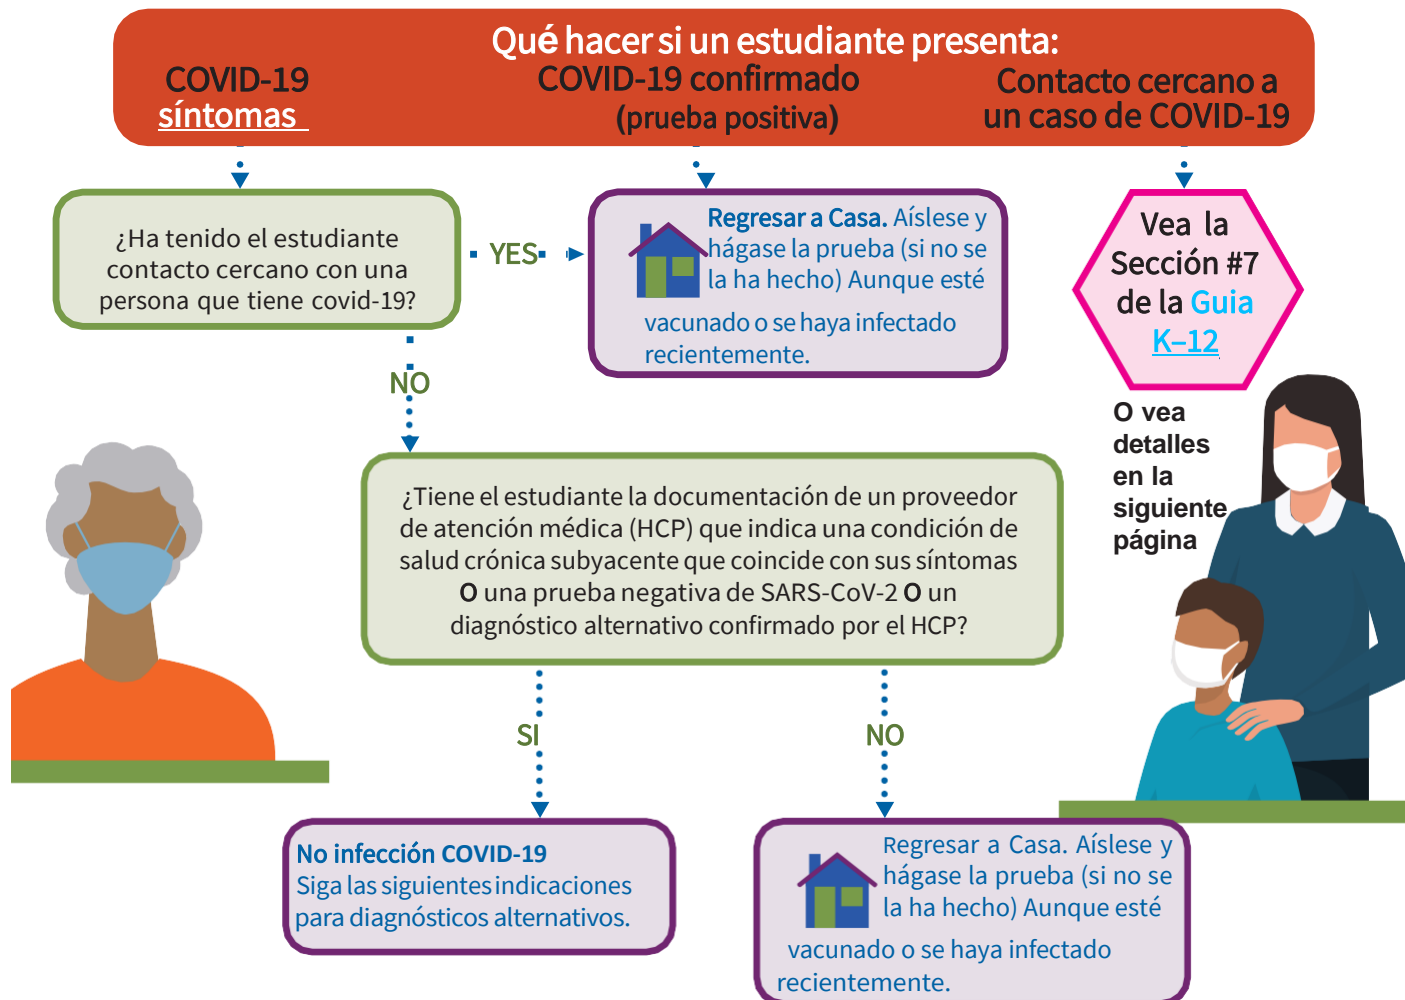 Qué hacer si un estudiante presenta:
COVID-19
síntomas
COVID-19 confirmado
(prueba positiva)
Contacto cercano a
un caso de COVID-19
¿Ha tenido el estudiante
contacto cercano con una
persona que tiene covid-19?
YES
Regresar a Casa. Aíslese y
hágase la prueba (si no se
la ha hecho) Aunque esté
vacunado o se haya infectado
recientemente.
Vea la
Sección #7
de la Guia
K–12
O vea
detalles
en la
siguiente
página
NO
¿Tiene el estudiante la documentación de un proveedor
de atención médica (HCP) que indica una condición de
salud crónica subyacente que coincide con sus síntomas
O una prueba negativa de SARS-CoV-2 O un
diagnóstico alternativo confirmado por el HCP?
SI
NO
No infección COVID-19
Siga las siguientes indicaciones
para diagnósticos alternativos.
Regresar a Casa. Aíslese y
hágase la prueba (si no se
la ha hecho) Aunque esté
vacunado o se haya infectado
recientemente.